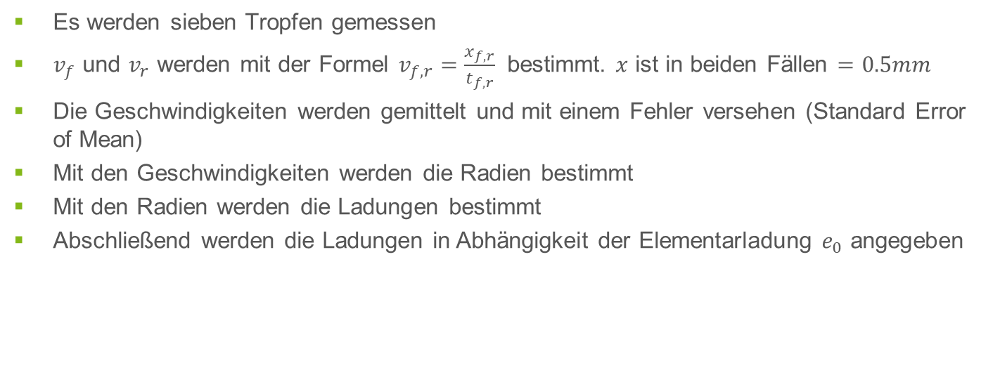 ▪ Es werden sieben Tropfen gemessen
▪ $v_f$ und $v_r$ werden mit der Formel $v_{f,r} = \frac{x_{f,r}}{t_{f,r}}$ bestimmt. $x$ ist in beiden Fällen $= 0.5mm$
▪ Die Geschwindigkeiten werden gemittelt und mit einem Fehler versehen (Standard Error
of Mean)
▪ Mit den Geschwindigkeiten werden die Radien bestimmt
▪ Mit den Radien werden die Ladungen bestimmt
▪ Abschließend werden die Ladungen in Abhängigkeit der Elementarladung $e_0$ angegeben